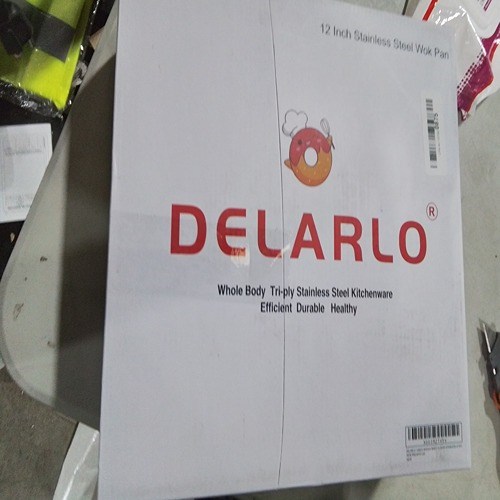 12 Inch Stainless Steel Wok Pan
DELARLO ®
Whole Body Tri-ply Stainless Steel Kitchenware
Efficient Durable Healthy